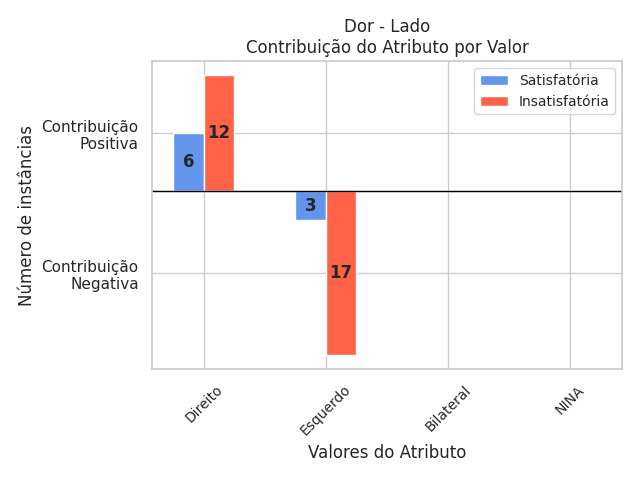 Dor - Lado
Contribuição do Atributo por Valor
Satisfatória
Insatisfatória
Número de instâncias
Contribuição
Positiva
Contribuição
Negativa
6
12
3
17
Direito
Esquerdo
Bilateral
NINA
Valores do Atributo